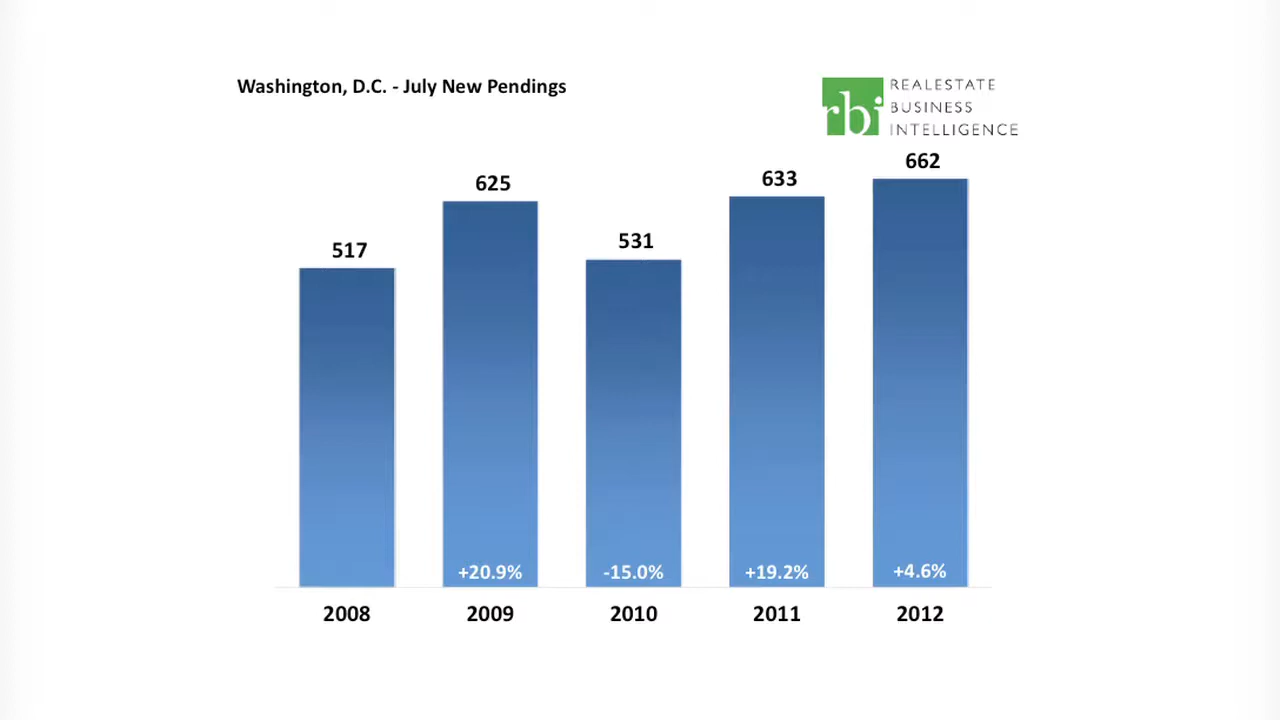 Washington, D.C. - July New Pendings
rbi
REALESTATE
BUSINESS
INTELLIGENCE
517
625
531
633
662
+20.9%
-15.0%
+19.2%
+4.6%
2008
2009
2010
2011
2012